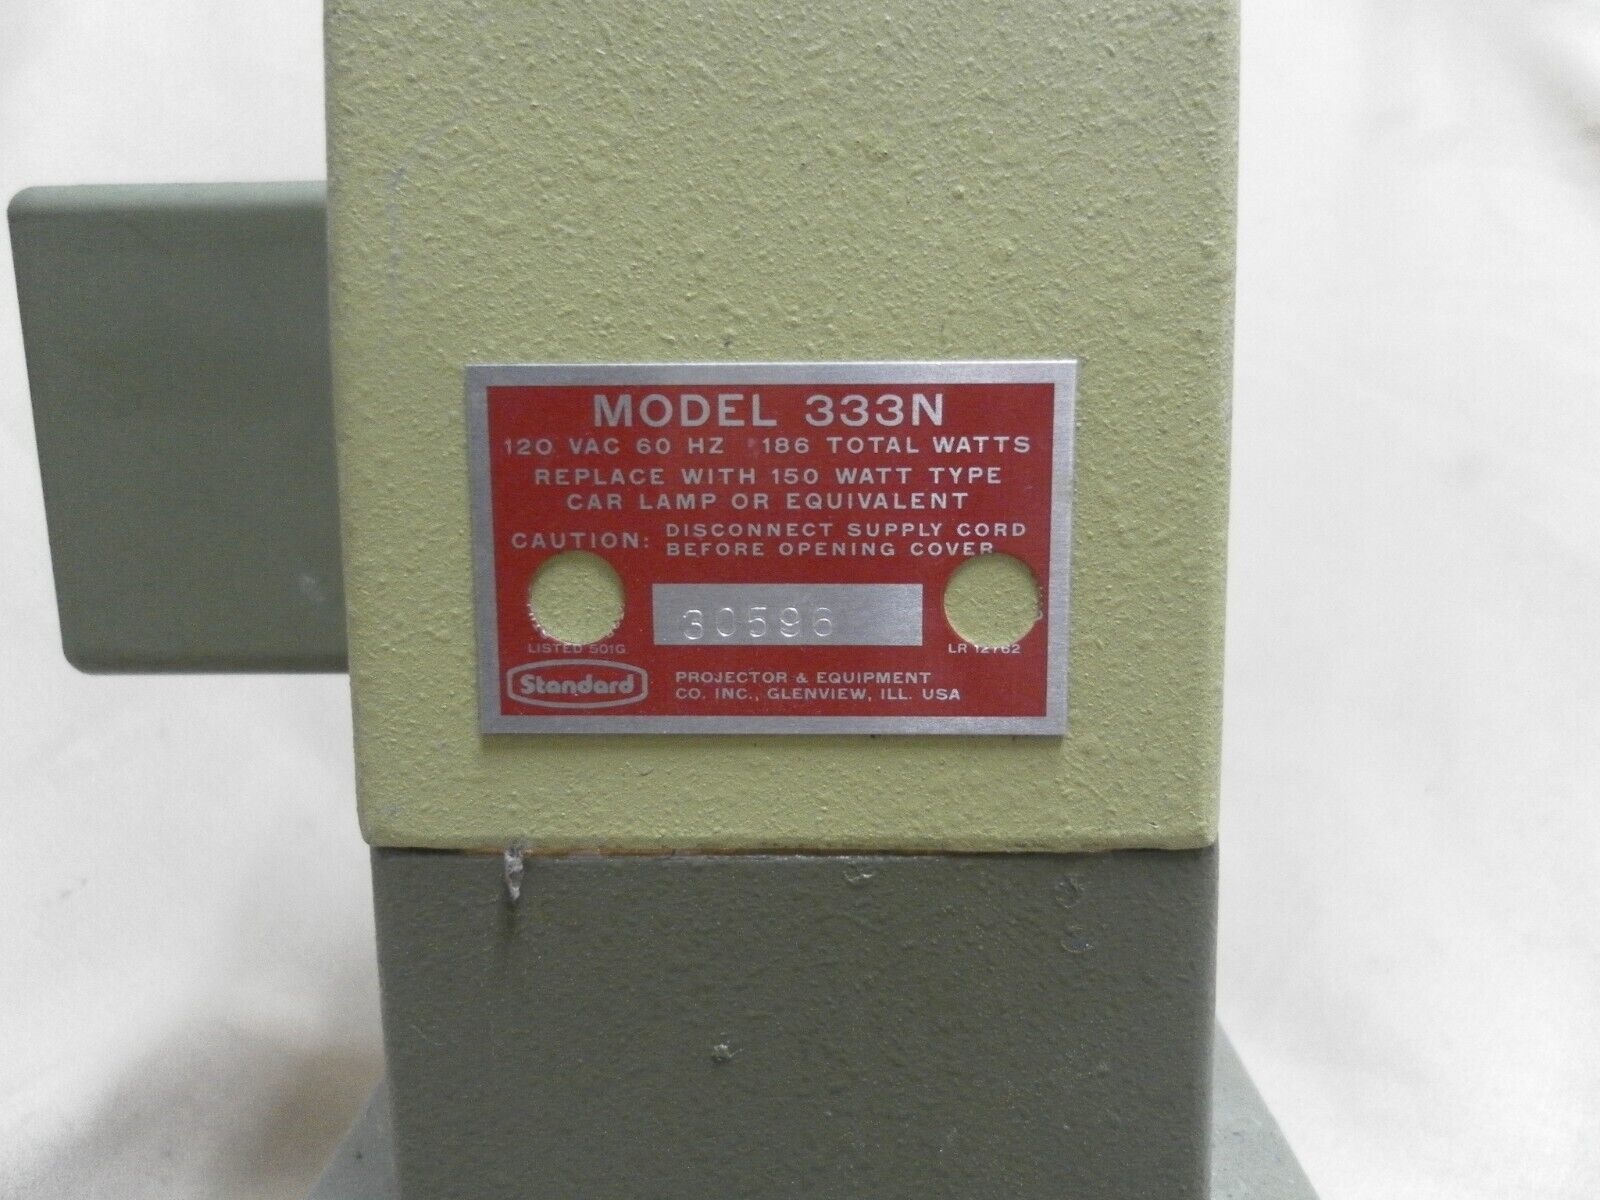 MODEL 333N
120 VAC 60 HZ 186 TOTAL WATTS
REPLACE WITH 150 WATT TYPE
CAR LAMP OR EQUIVALENT
CAUTION: DISCONNECT SUPPLY CORD
BEFORE OPENING COVER
30596
LISTED 501G LR 12762
Standard
PROJECTOR & EQUIPMENT
CO. INC., GLENVIEW, ILL. USA